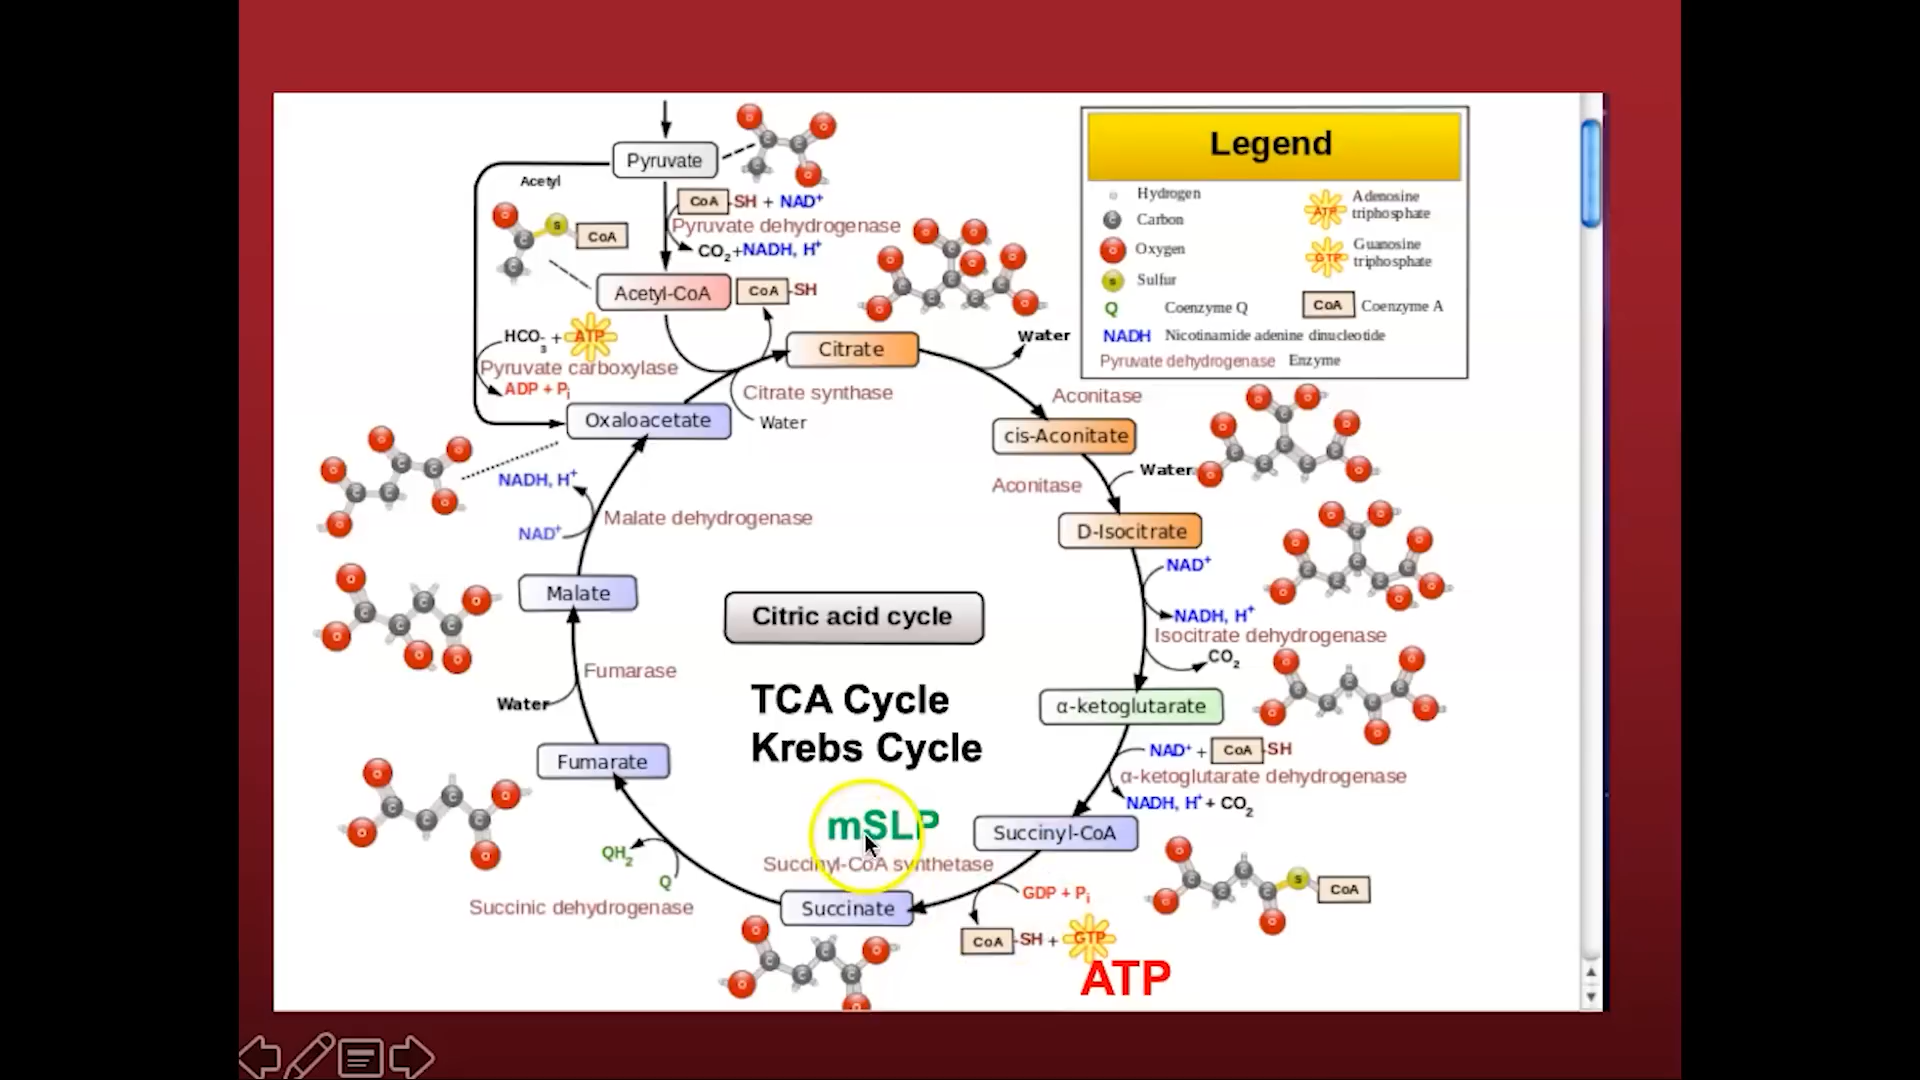 Legend
Hydrogen
Carbon
Oxygen
Sulfur
Q Coenzyme Q
NADH Nicotinamide adenine dinucleotide
Pyruvate dehydrogenase Enzyme
ATP Adenosine triphosphate
GTP Guanosine triphosphate
CoA Coenzyme A
Pyruvate
Acetyl
CoA-SH + NAD+
Pyruvate dehydrogenase
CO2+NADH, H+
S CoA
Acetyl-CoA
CoA-SH
HCO3- + ATP
Pyruvate carboxylase
ADP + Pi
Citrate
Water
Citrate synthase
Water
Oxaloacetate
Aconitase
cis-Aconitate
Water
Aconitase
NADH, H+
NAD+
Malate dehydrogenase
D-Isocitrate
NAD+
NADH, H+
Isocitrate dehydrogenase
CO2
Malate
Citric acid cycle
TCA Cycle
Krebs Cycle
Fumarase
Water
α-ketoglutarate
NAD+ + CoA-SH
α-ketoglutarate dehydrogenase
NADH, H+ + CO2
Fumarate
mSLP
Succinyl-CoA
Succinyl-CoA synthetase
QH2
Q
Succinic dehydrogenase
Succinate
GDP + Pi
CoA-SH + GTP
ATP
S CoA